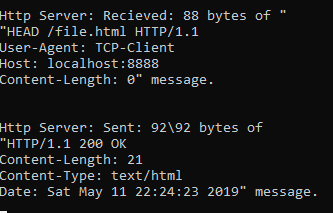 Http Server: Recieved: 88 bytes of "
"HEAD /file.html HTTP/1.1
User-Agent: TCP-Client
Host: localhost:8888
Content-Length: 0" message.
Http Server: Sent: 92\92 bytes of
"HTTP/1.1 200 OK
Content-Length: 21
Content-Type: text/html
Date: Sat May 11 22:24:23 2019" message.